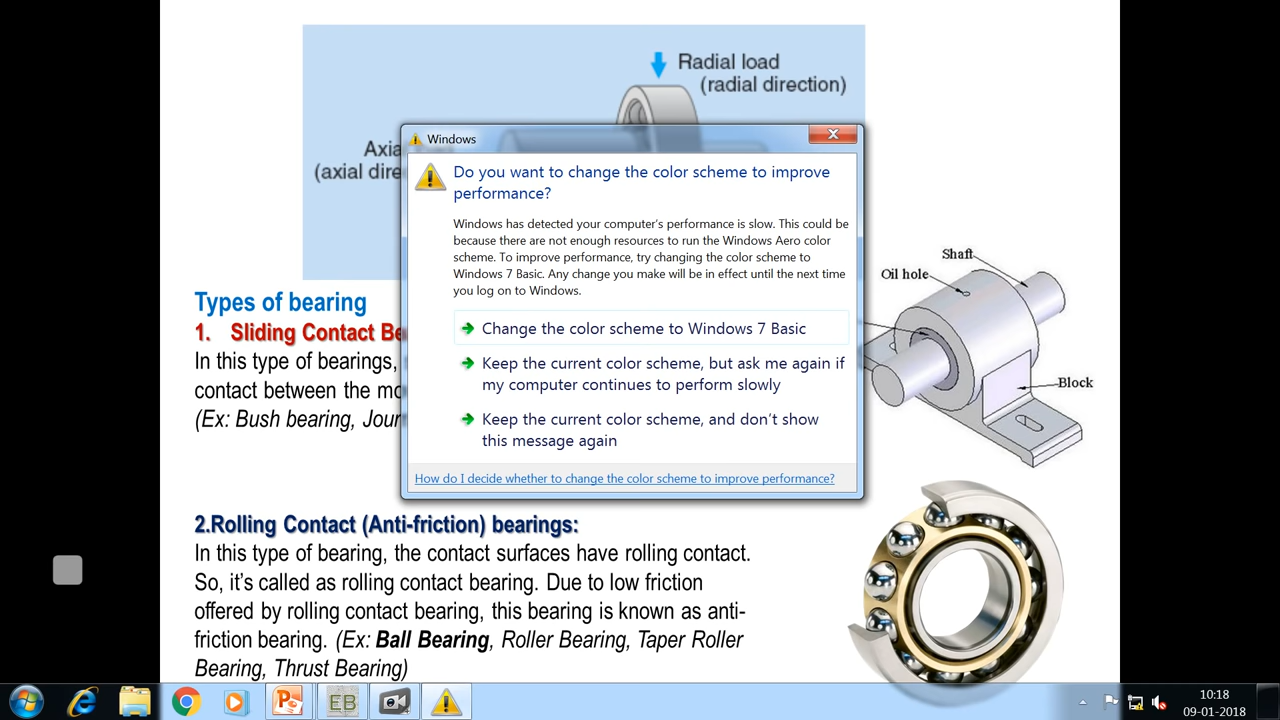 Radial load
(radial direction)
Axia
(axial dire
Windows
Do you want to change the color scheme to improve
performance?
Windows has detected your computer's performance is slow. This could be
because there are not enough resources to run the Windows Aero color
scheme. To improve performance, try changing the color scheme to
Windows 7 Basic. Any change you make will be in effect until the next time
you log on to Windows.
Change the color scheme to Windows 7 Basic
Keep the current color scheme, but ask me again if
my computer continues to perform slowly
Keep the current color scheme, and don't show
this message again
How do I decide whether to change the color scheme to improve performance?
Shaft
Oil hole
Block
Types of bearing
1. Sliding Contact Be
In this type of bearings,
contact between the mo
(Ex: Bush bearing, Jour
2.Rolling Contact (Anti-friction) bearings:
In this type of bearing, the contact surfaces have rolling contact.
So, it's called as rolling contact bearing. Due to low friction
offered by rolling contact bearing, this bearing is known as anti-
friction bearing. (Ex: Ball Bearing, Roller Bearing, Taper Roller
Bearing, Thrust Bearing)
EB
10:18
09-01-2018